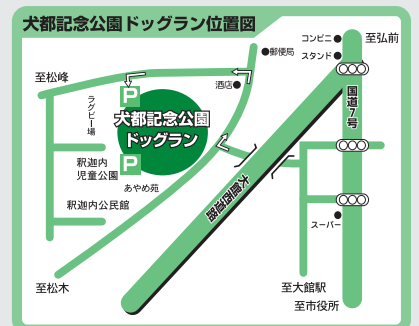 犬都記念公園ドッグラン位置図
コンビニ
至弘前
郵便局
スタンド
至松峰
酒店
P
ラグビー場
国道7号
犬都記念公園
ドッグラン
釈迦内
児童公園
P
あやめ苑
釈迦内公民館
大館西道路
スーパー
至松木
至大館駅
至市役所